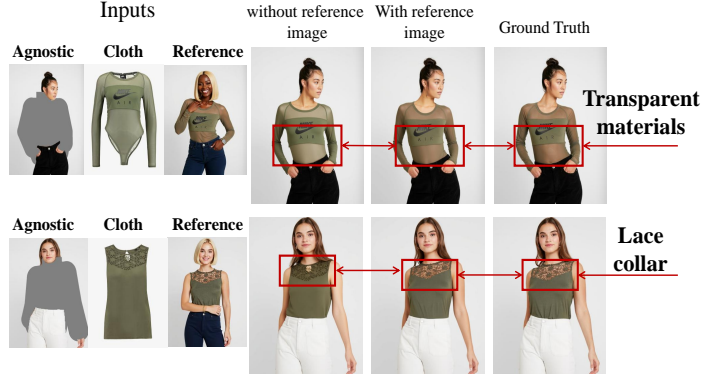 Inputs
without reference
image
With reference
image
Ground Truth
Agnostic Cloth Reference
Transparent
materials
Agnostic Cloth Reference
Lace
collar